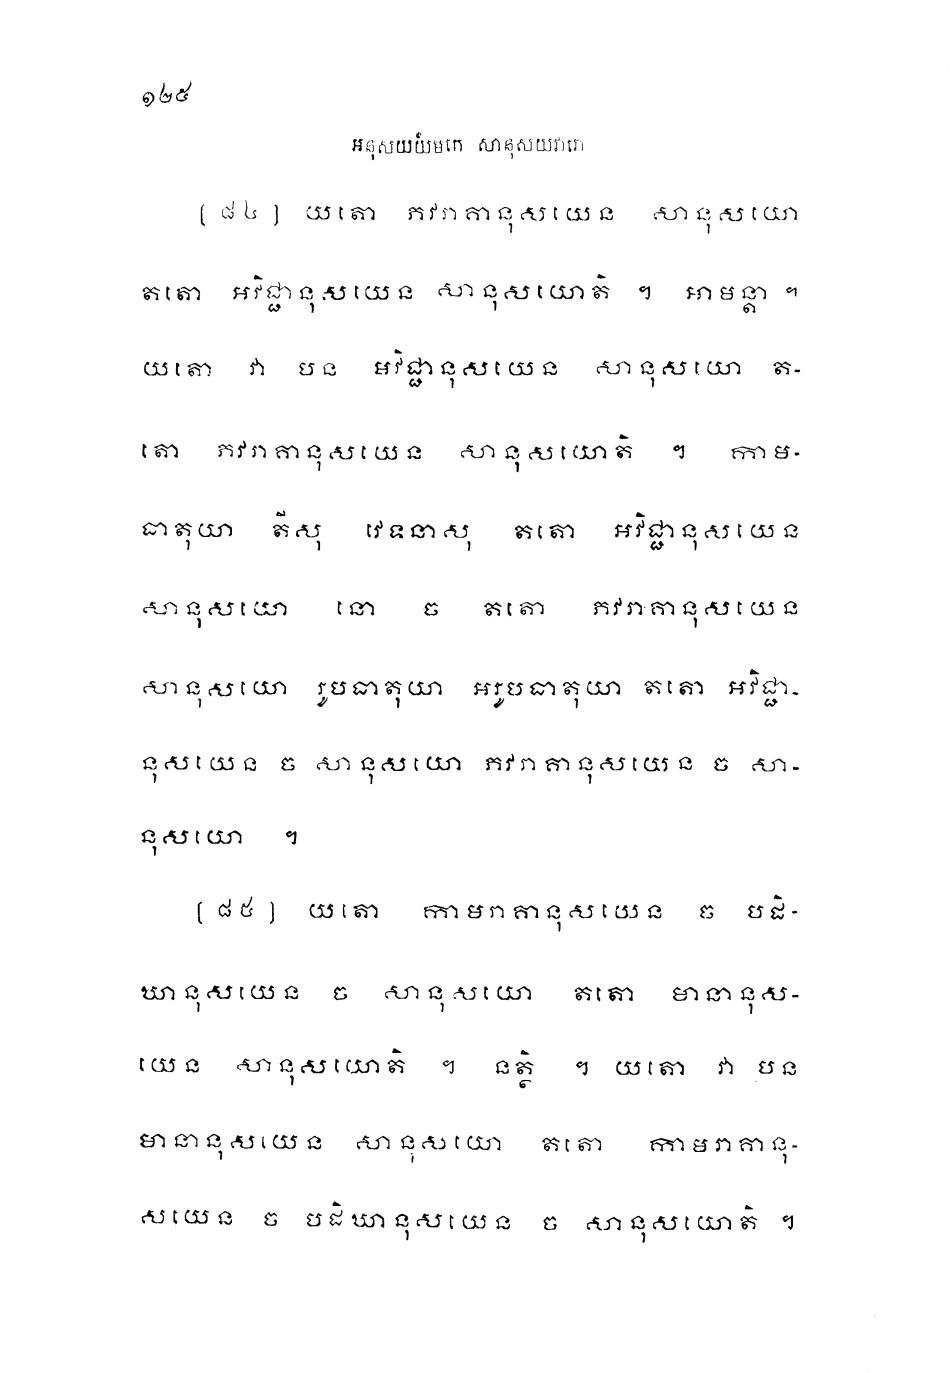 ១២៥
អនុសយយមកេ សានុសយវារោ
[ ៨៤ ] យតោ ភវរាគានុសយេន សានុសយោ
តតោ អវិជ្ជានុសយេន សានុសយោតិ ។ អាមន្តា ។
យតោ វា បន អវិជ្ជានុសយេន សានុសយោ ត-
តោ ភវរាគានុសយេន សានុសយោតិ ។ កាម-
ធាតុយា តីសុ វេទនាសុ តតោ អវិជ្ជានុសយេន
សានុសយោ នោ ច តតោ ភវរាគានុសយេន
សានុសយោ រូបធាតុយា អរូបធាតុយា តតោ អវិជ្ជា-
នុសយេន ច សានុសយោ ភវរាគានុសយេន ច សា-
នុសយោ ។
[ ៨៥ ] យតោ កាមរាគានុសយេន ច បដិ-
ឃានុសយេន ច សានុសយោ តតោ មានានុស-
យេន សានុសយោតិ ។ នត្ថិ ។ យតោ វា បន
មានានុសយេន សានុសយោ តតោ កាមរាគានុ-
សយេន ច បដិឃានុសយេន ច សានុសយោតិ ។